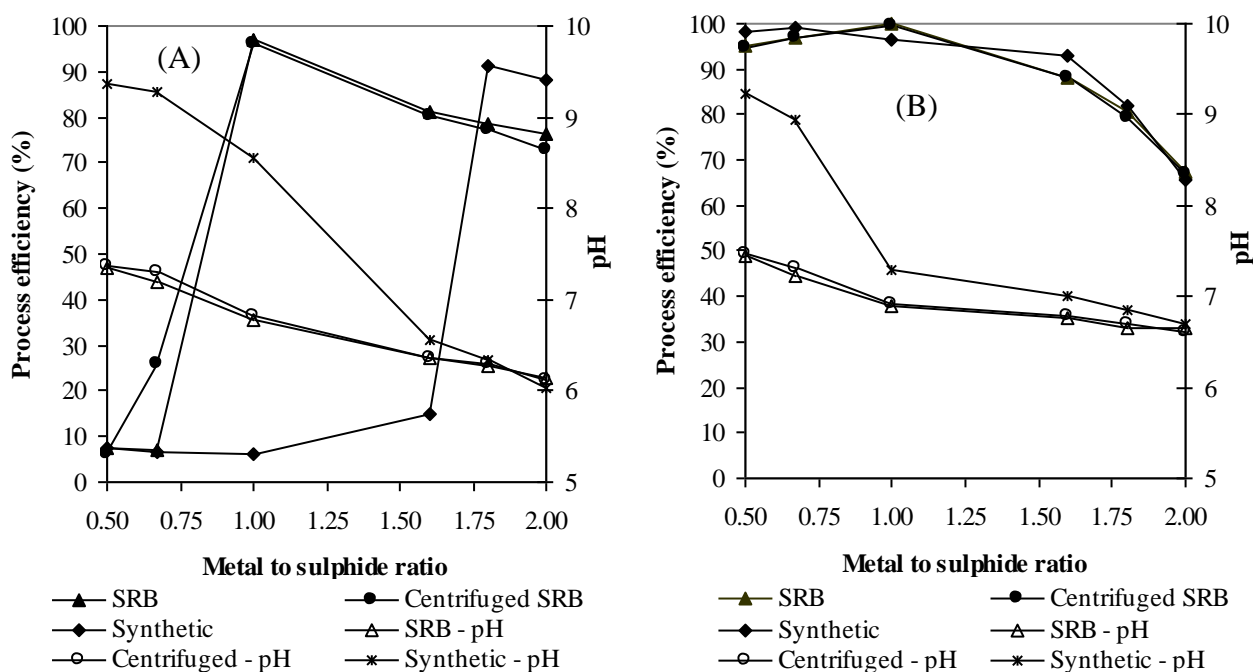 (A)
100
90
80
70
60
50
40
30
20
10
0
Process efficiency (%)
10
9
8
7
6
5
pH
0.50 0.75 1.00 1.25 1.50 1.75 2.00
Metal to sulphide ratio
SRB Centrifuged SRB
Synthetic SRB - pH
Centrifuged - pH Synthetic - pH
(B)
100
90
80
70
60
50
40
30
20
10
0
Process efficiency (%)
10
9
8
7
6
5
pH
0.50 0.75 1.00 1.25 1.50 1.75 2.00
Metal to sulphide ratio
SRB Centrifuged SRB
Synthetic SRB - pH
Centrifuged - pH Synthetic - pH